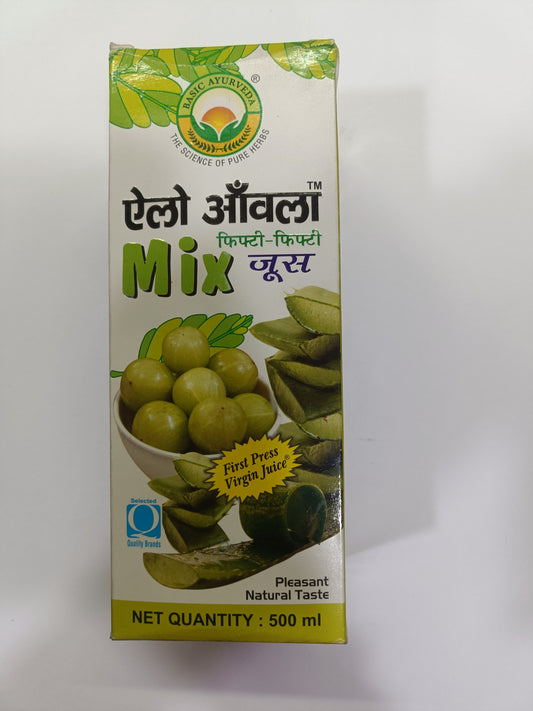 BASIC AYURVEDA ®
THE SCIENCE OF PURE HERBS
ऐलो आँवला ™
फिफ्टी-फिफ्टी
Mix जूस
First Press
Virgin Juice®
Selected
Q
Quality Brands
Pleasant
Natural Taste
NET QUANTITY : 500 ml